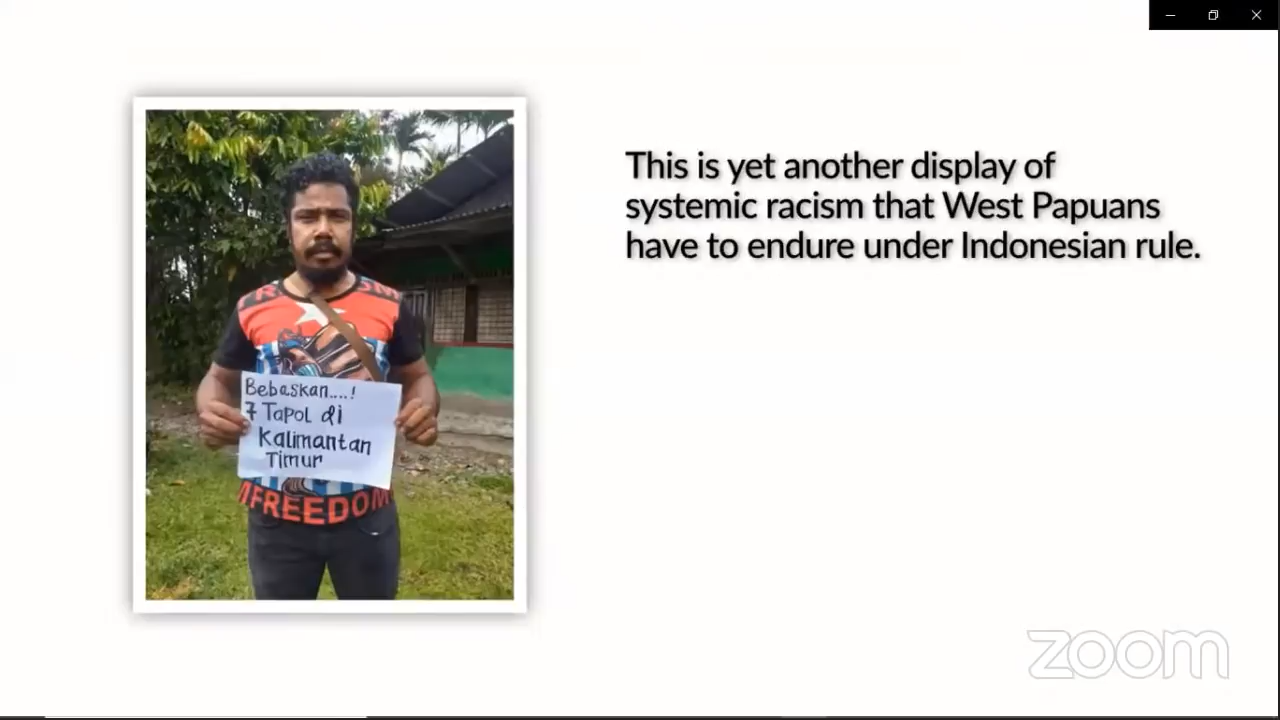 This is yet another display of
systemic racism that West Papuans
have to endure under Indonesian rule.
Bebaskan....!
7 Tapol di
Kalimantan
Timur
FREEDOM
zoom